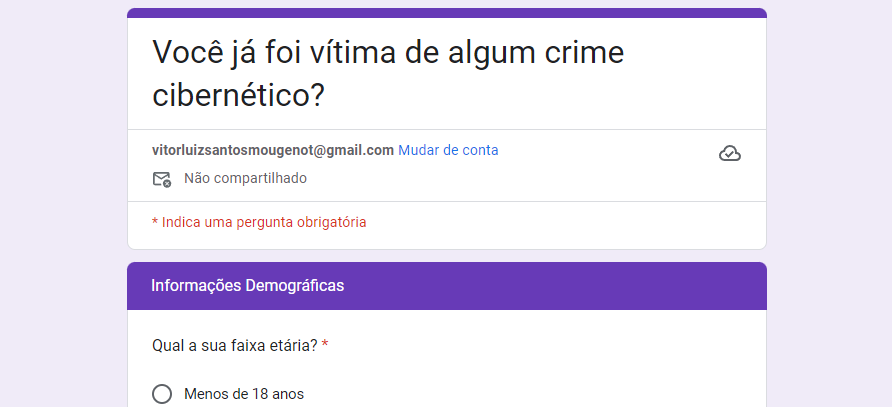 Você já foi vítima de algum crime
cibernético?
vitorluizsantosmougenot@gmail.com Mudar de conta
Não compartilhado
* Indica uma pergunta obrigatória
Informações Demográficas
Qual a sua faixa etária? *
Menos de 18 anos